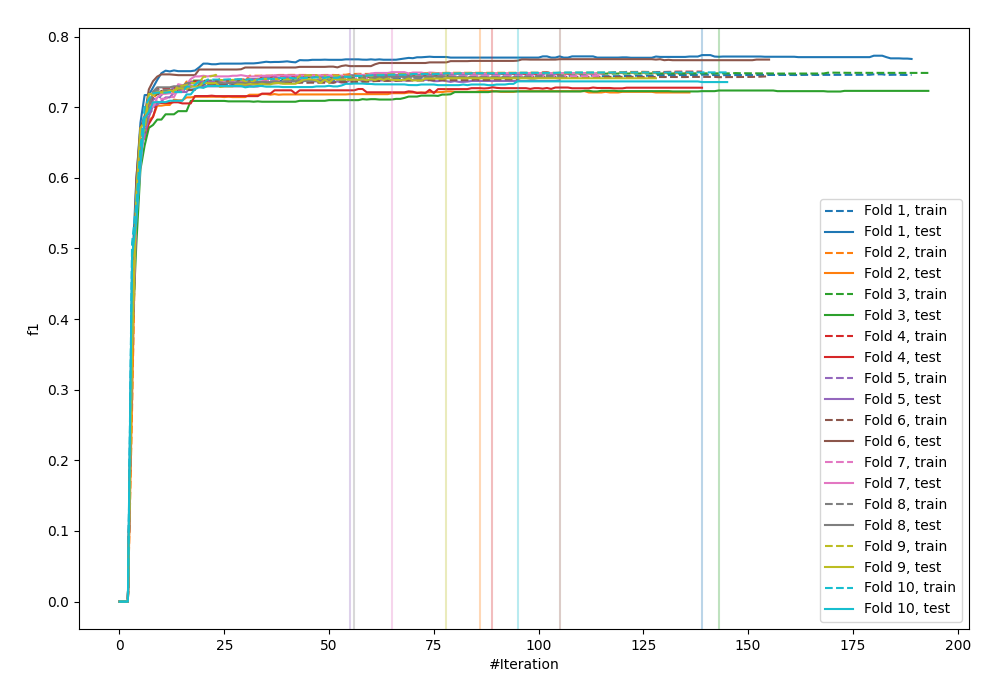 0.8
0.7
0.6
0.5
0.4
0.3
0.2
0.1
0.0
f1
0
25
50
75
100
125
150
175
200
#Iteration
Fold 1, train
Fold 1, test
Fold 2, train
Fold 2, test
Fold 3, train
Fold 3, test
Fold 4, train
Fold 4, test
Fold 5, train
Fold 5, test
Fold 6, train
Fold 6, test
Fold 7, train
Fold 7, test
Fold 8, train
Fold 8, test
Fold 9, train
Fold 9, test
Fold 10, train
Fold 10, test